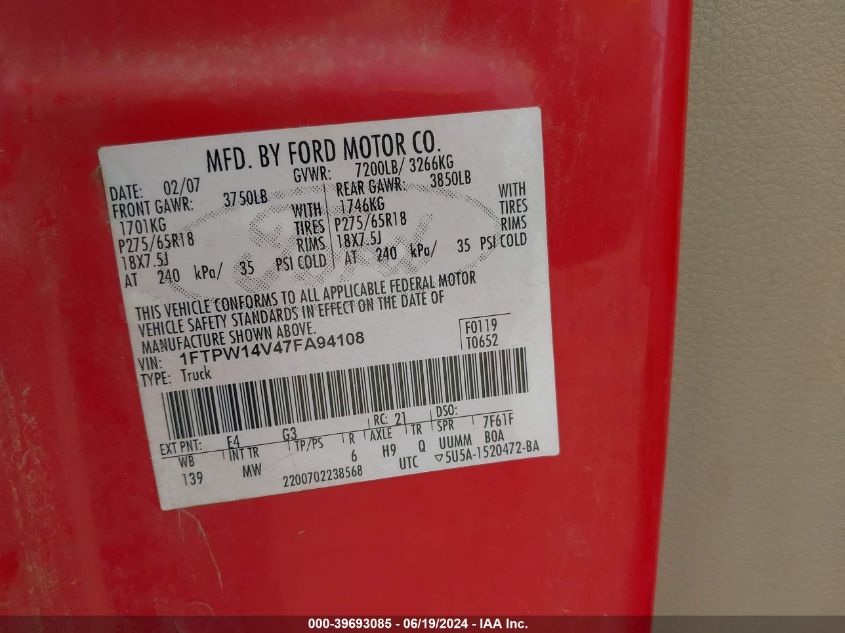 MFD. BY FORD MOTOR CO.
DATE: 02/07 GVWR: 7200LB/ 3266KG
FRONT GAWR: 3750LB REAR GAWR: 3850LB
1701KG WITH 1746KG WITH
P275/65R18 TIRES P275/65R18 TIRES
18X7.5J RIMS 18X7.5J RIMS
AT 240 kPa/ 35 PSI COLD AT 240 kPa/ 35 PSI COLD
Ford
THIS VEHICLE CONFORMS TO ALL APPLICABLE FEDERAL MOTOR
VEHICLE SAFETY STANDARDS IN EFFECT ON THE DATE OF
MANUFACTURE SHOWN ABOVE.
VIN: 1FTPW14V47FA94108 F0119
TYPE: Truck T0652
EXT PNT: E4 G3 RC: 21 DSO:
WB INT TR TP/PS R AXLE TR SPR 7F61F
139 MW 6 H9 Q UUMM BOA
2200702238568 UTC ▽5U5A-1520472-BA
000-39693085 - 06/19/2024 - IAA Inc.